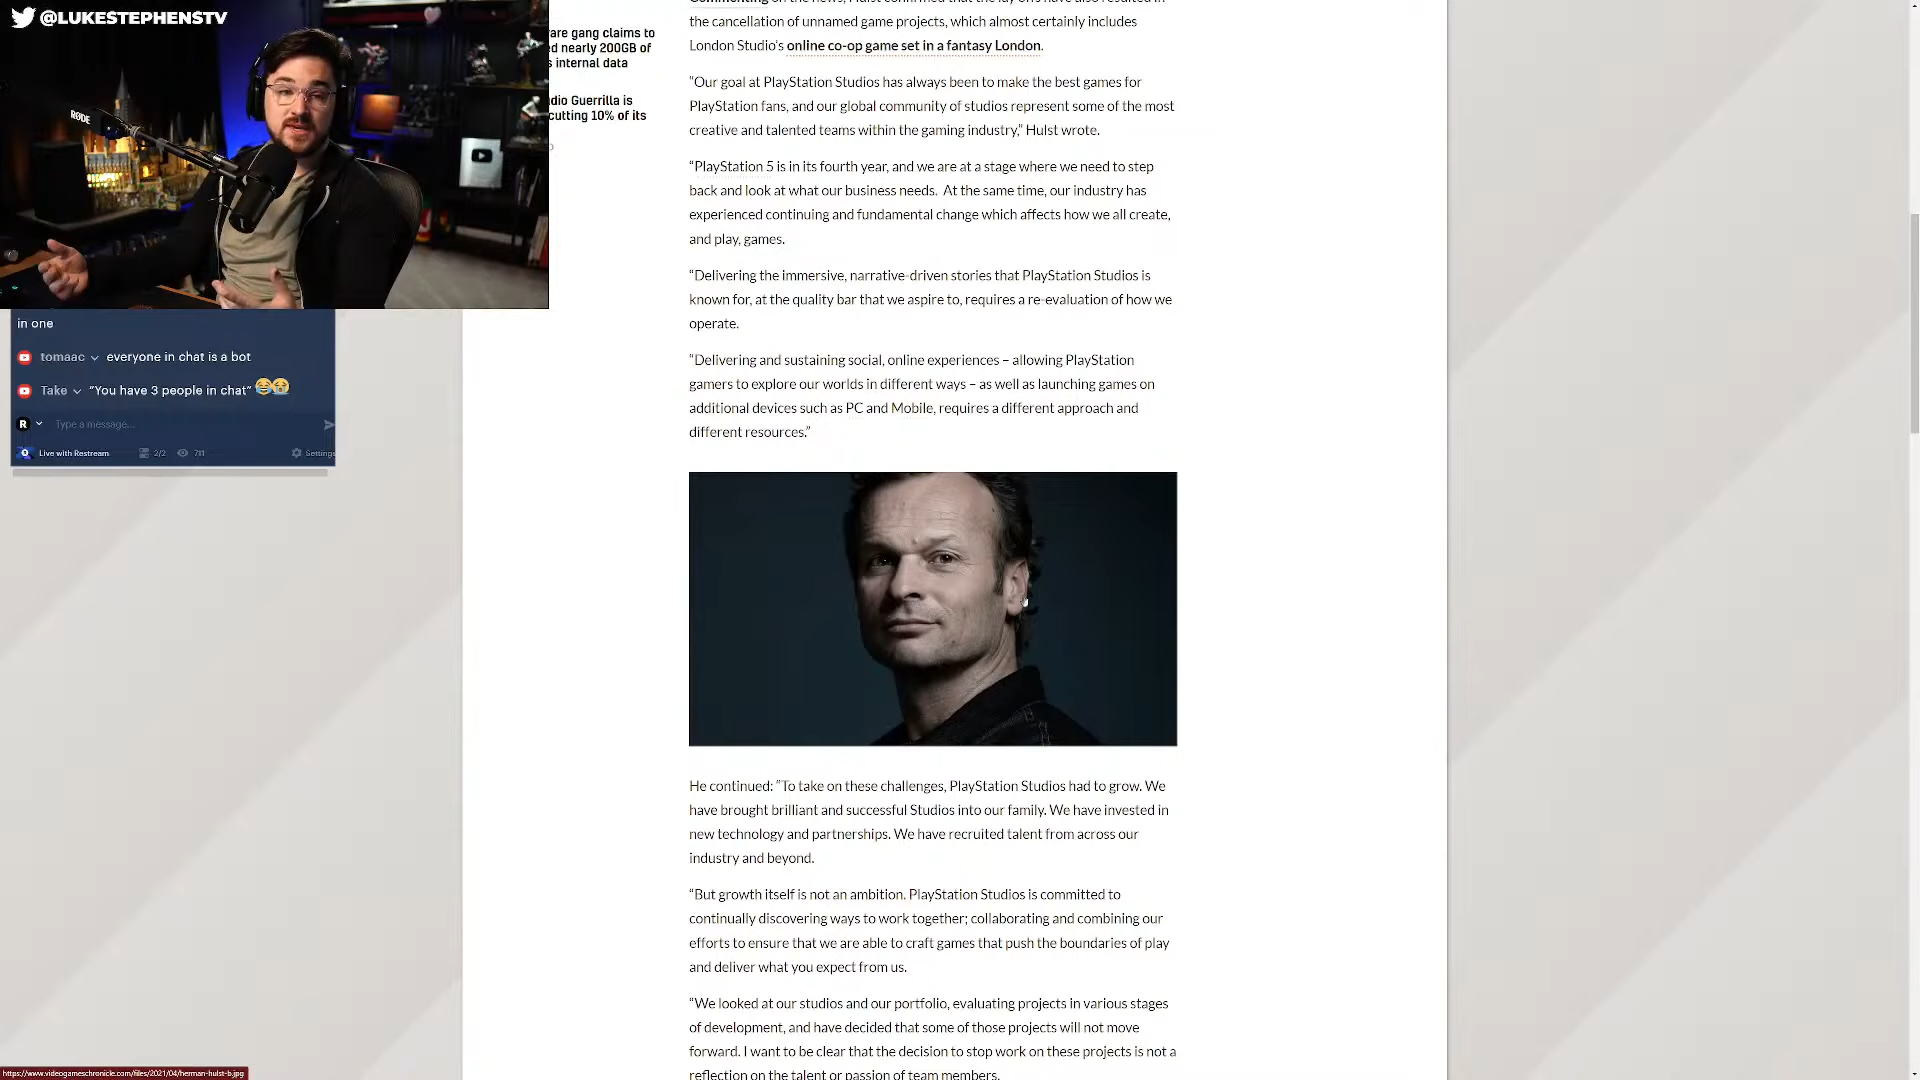 @LUKESTEPHENSTV
RØDE
are gang claims to
ed nearly 200GB of
s internal data
dio Guerrilla is
cutting 10% of its
in one
tomaac everyone in chat is a bot
Take “You have 3 people in chat” 😂😭
R Type a message...
Live with Restream 2/2 711 Settings
the cancellation of unnamed game projects, which almost certainly includes
London Studio’s online co-op game set in a fantasy London.
“Our goal at PlayStation Studios has always been to make the best games for
PlayStation fans, and our global community of studios represent some of the most
creative and talented teams within the gaming industry,” Hulst wrote.
“PlayStation 5 is in its fourth year, and we are at a stage where we need to step
back and look at what our business needs.  At the same time, our industry has
experienced continuing and fundamental change which affects how we all create,
and play, games.
“Delivering the immersive, narrative-driven stories that PlayStation Studios is
known for, at the quality bar that we aspire to, requires a re-evaluation of how we
operate.
“Delivering and sustaining social, online experiences – allowing PlayStation
gamers to explore our worlds in different ways – as well as launching games on
additional devices such as PC and Mobile, requires a different approach and
different resources.”
He continued: “To take on these challenges, PlayStation Studios had to grow. We
have brought brilliant and successful Studios into our family. We have invested in
new technology and partnerships. We have recruited talent from across our
industry and beyond.
“But growth itself is not an ambition. PlayStation Studios is committed to
continually discovering ways to work together; collaborating and combining our
efforts to ensure that we are able to craft games that push the boundaries of play
and deliver what you expect from us.
“We looked at our studios and our portfolio, evaluating projects in various stages
of development, and have decided that some of those projects will not move
forward. I want to be clear that the decision to stop work on these projects is not a
reflection on the talent or passion of team members.
https://www.videogameschronicle.com/files/2021/04/herman-hulst-b.jpg